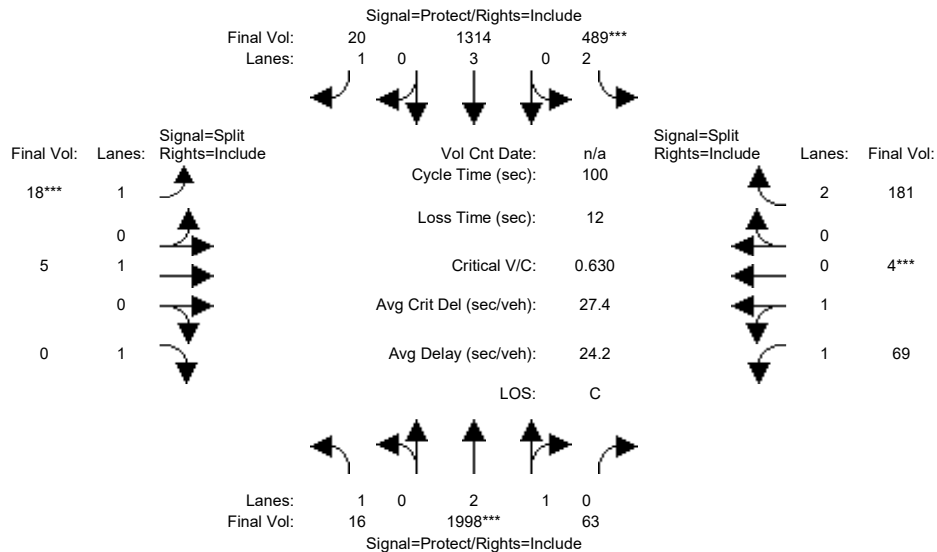 Signal=Protect/Rights=Include
Final Vol: 20 1314 489***
Lanes: 1 0 3 0 2
Signal=Split
Final Vol: Lanes: Rights=Include
Vol Cnt Date: n/a
Signal=Split
Rights=Include Lanes: Final Vol:
Cycle Time (sec): 100
18*** 1
2 181
Loss Time (sec): 12
0
0
5 1
Critical V/C: 0.630
0 4***
0
Avg Crit Del (sec/veh): 27.4
1
0 1
Avg Delay (sec/veh): 24.2
1 69
LOS: C
Lanes: 1 0 2 1 0
Final Vol: 16 1998*** 63
Signal=Protect/Rights=Include